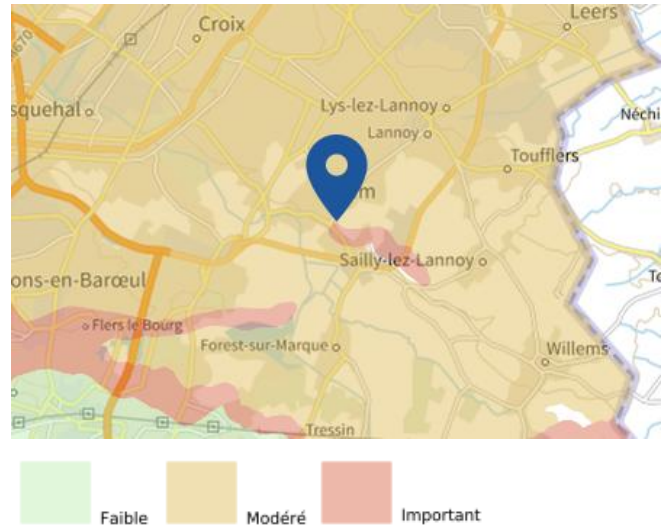 Leers
Croix
squehal
Lys-lez-Lannoy
Néchi
Lannoy
Toufflers
m
Sailly-lez-Lannoy
Te
ons-en-Barœul
Flers le Bourg
Forest-sur-Marque
Willems
Tressin
Faible Modéré Important